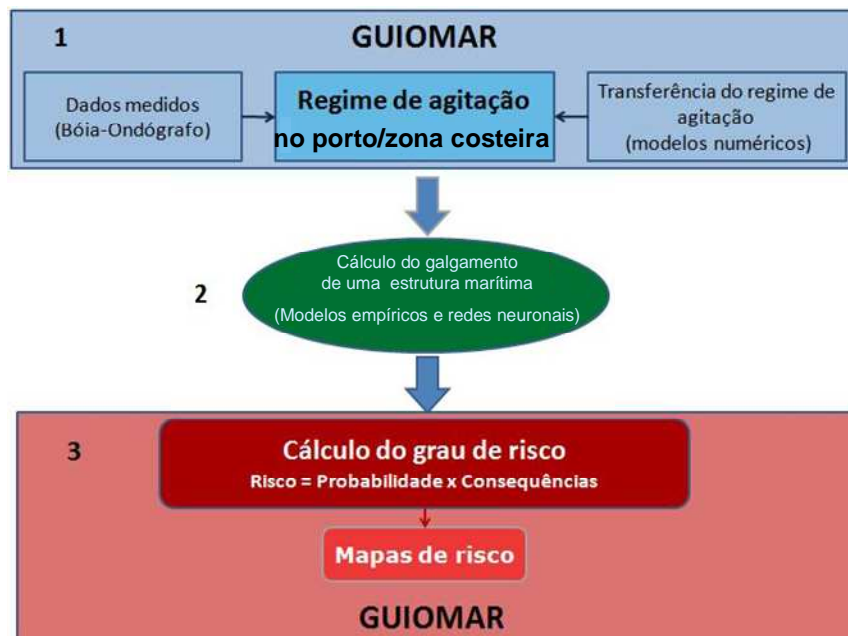 1
GUIOMAR
Dados medidos
(Bóia-Ondógrafo)
Regime de agitação
no porto/zona costeira
Transferência do regime de
agitação
(modelos numéricos)
2
Cálculo do galgamento
de uma estrutura marítima
(Modelos empíricos e redes neuronais)
3
Cálculo do grau de risco
Risco = Probabilidade x Consequências
Mapas de risco
GUIOMAR